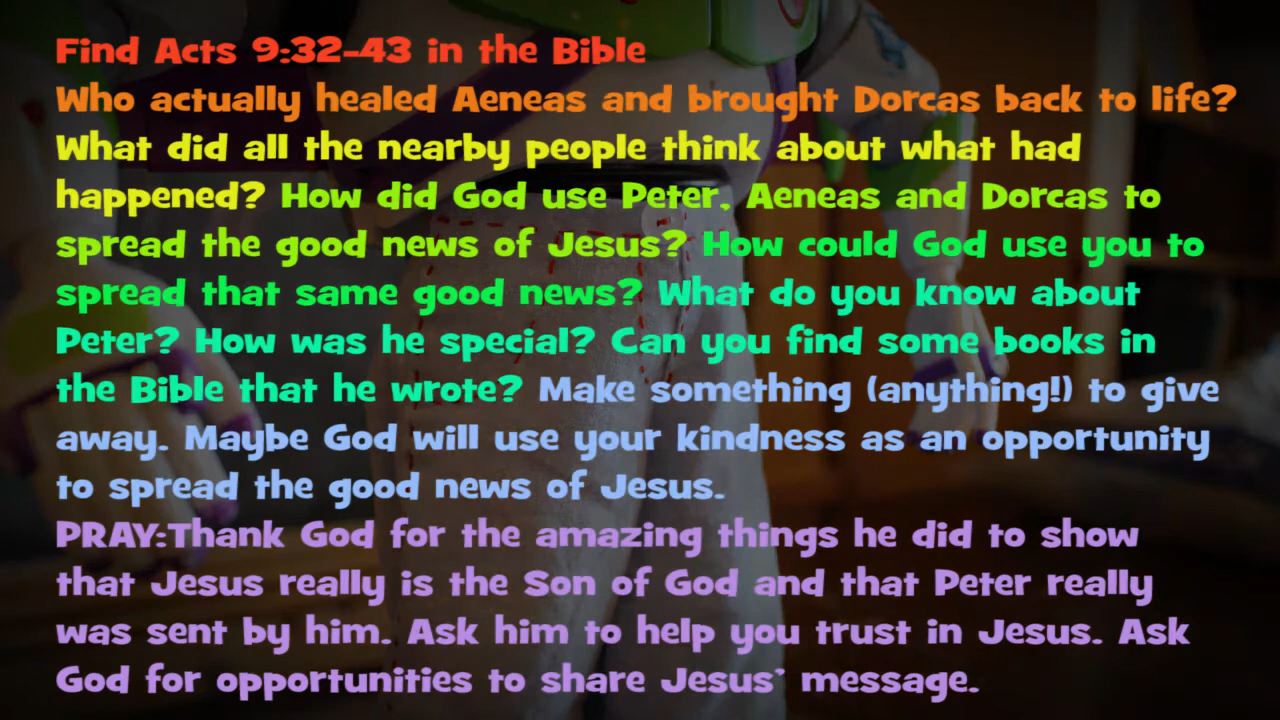 Find Acts 9:32-43 in the Bible
Who actually healed Aeneas and brought Dorcas back to life?
What did all the nearby people think about what had
happened? How did God use Peter, Aeneas and Dorcas to
spread the good news of Jesus? How could God use you to
spread that same good news? What do you know about
Peter? How was he special? Can you find some books in
the Bible that he wrote? Make something (anything!) to give
away. Maybe God will use your kindness as an opportunity
to spread the good news of Jesus.
PRAY:Thank God for the amazing things he did to show
that Jesus really is the Son of God and that Peter really
was sent by him. Ask him to help you trust in Jesus. Ask
God for opportunities to share Jesus' message.